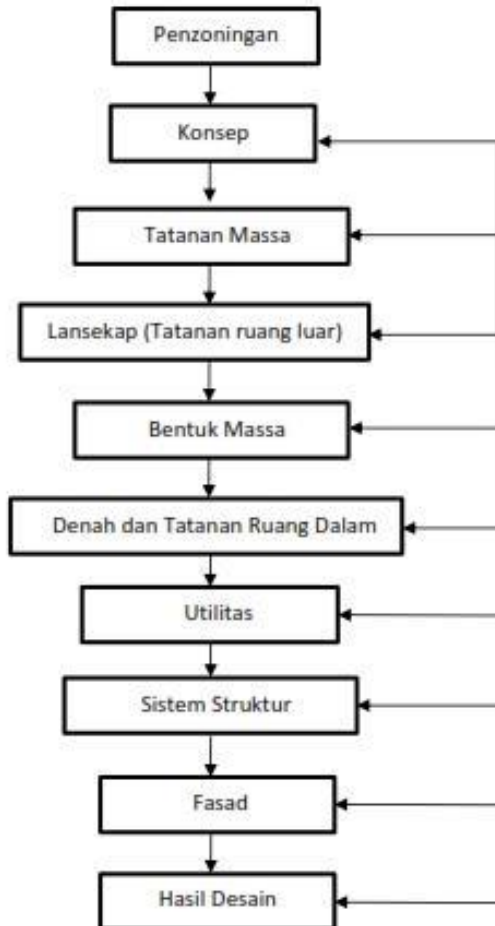 Penzoningan
Konsep
Tatanan Massa
Lansekap (Tatanan ruang luar)
Bentuk Massa
Denah dan Tatanan Ruang Dalam
Utilitas
Sistem Struktur
Fasad
Hasil Desain